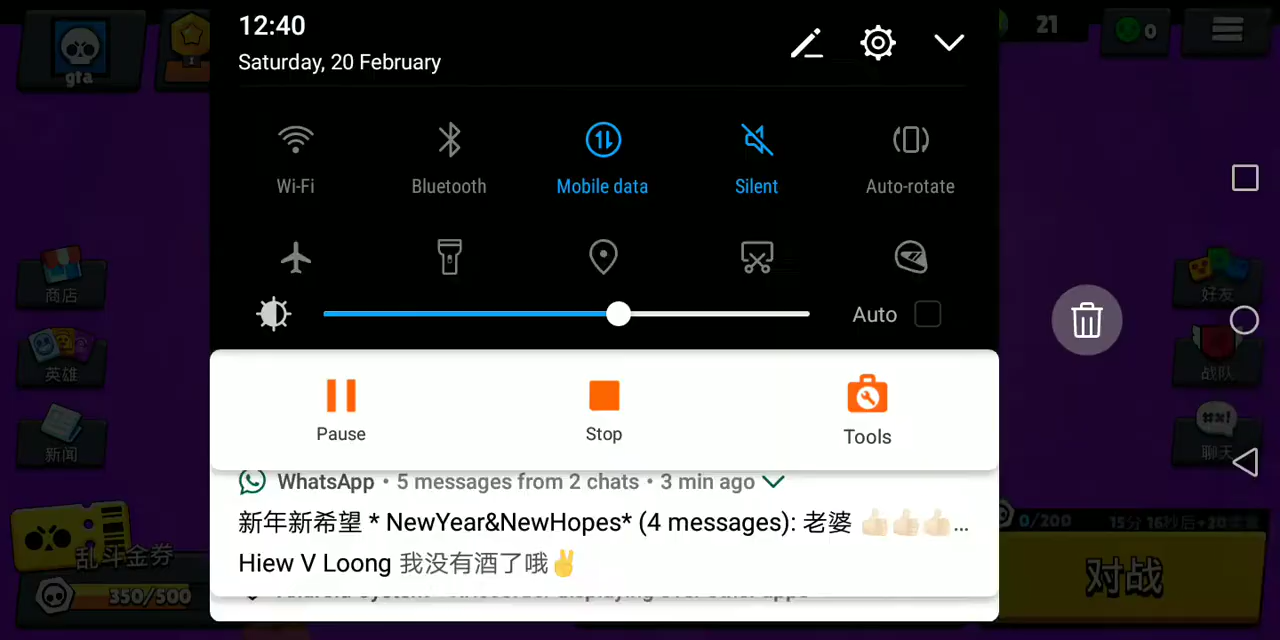 12:40
Saturday, 20 February
gta
21
0
Wi-Fi
Bluetooth
Mobile data
Silent
Auto-rotate
Auto
商店
英雄
新闻
好友
战队
聊天
Pause
Stop
Tools
WhatsApp • 5 messages from 2 chats • 3 min ago
新年新希望 * NewYear&NewHopes* (4 messages): 老婆 👍🏻👍🏻👍🏻...
Hiew V Loong 我没有酒了哦✌️
乱斗金券
350/500
0/200
对战